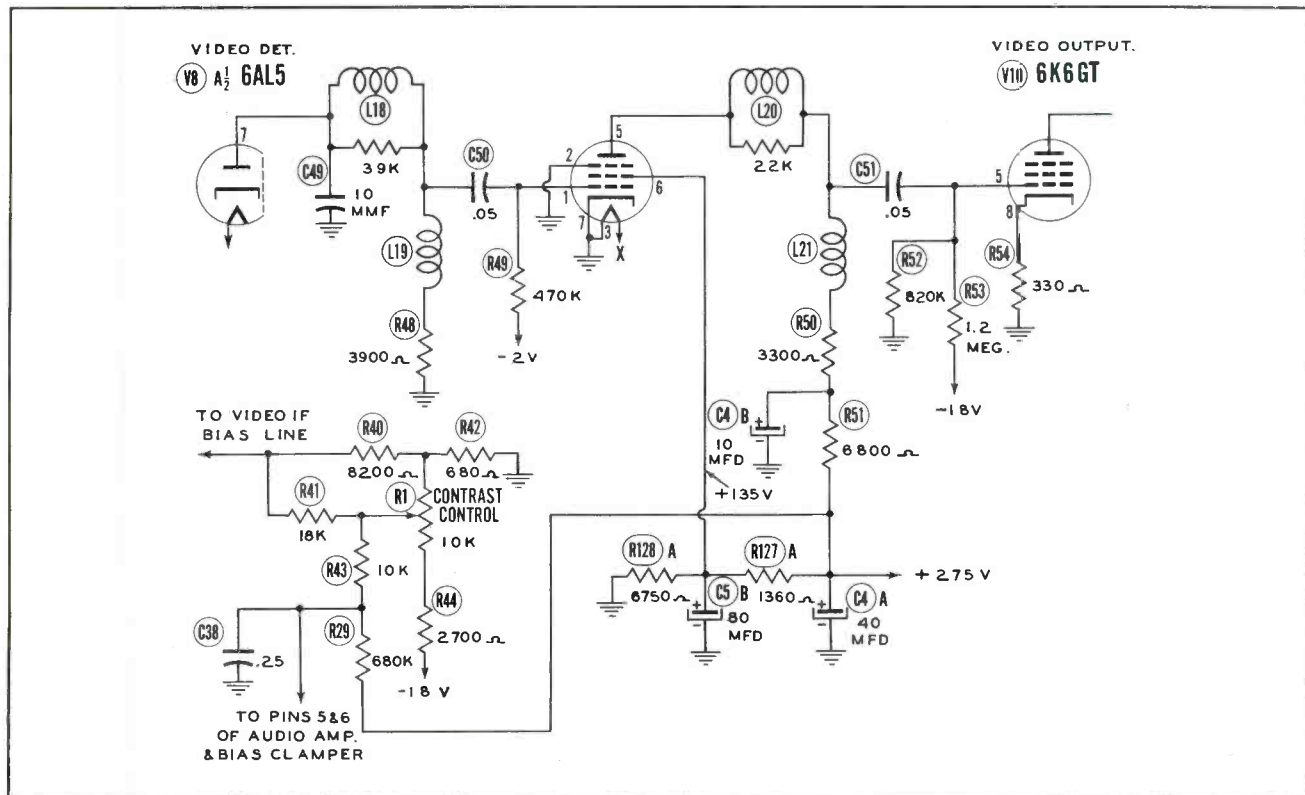 VIDEO DET.
V8 A½ 6AL5
VIDEO OUTPUT.
V10 6K6GT
L18
L20
7
5
39K
22K
C49
C50
C51
10
MMF
2
1
6
7
3
X
.05
.05
5
8
L19
R49
470K
-2V
L21
R52
820K
R53
1.2
MEG.
-18V
R54
330Ω
R48
3900Ω
R50
3300Ω
C4 B
10
MFD
R51
6800Ω
+135V
TO VIDEO IF
BIAS LINE
R40
8200Ω
R42
680Ω
R41
18K
R1
CONTRAST
CONTROL
10K
R43
10K
R44
2700Ω
-18V
R128 A
6750Ω
R127 A
1360Ω
+275V
C5 B
80
MFD
C4 A
40
MFD
C38
.25
R29
680K
TO PINS 5&6
OF AUDIO AMP.
& BIAS CLAMPER